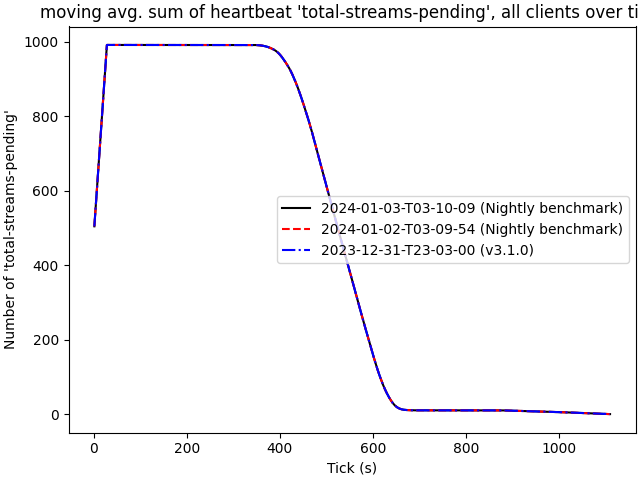 moving avg. sum of heartbeat 'total-streams-pending', all clients over ti
1000
800
600
400
200
0
Number of 'total-streams-pending'
2024-01-03-T03-10-09 (Nightly benchmark)
2024-01-02-T03-09-54 (Nightly benchmark)
2023-12-31-T23-03-00 (v3.1.0)
0 200 400 600 800 1000
Tick (s)